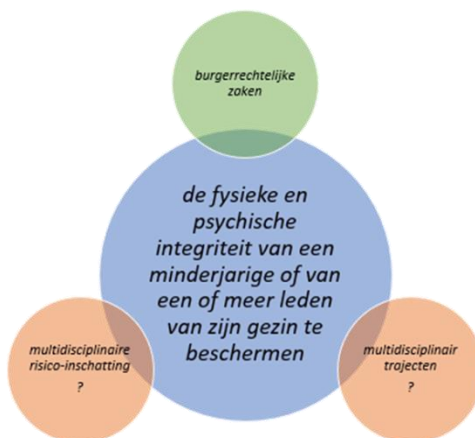 burgerrechtelijke
zaken
de fysieke en
psychische
integriteit van een
minderjarige of van
een of meer leden
van zijn gezin te
beschermen
multidisciplinaire
risico-inschatting
?
multidisciplinair
trajecten
?